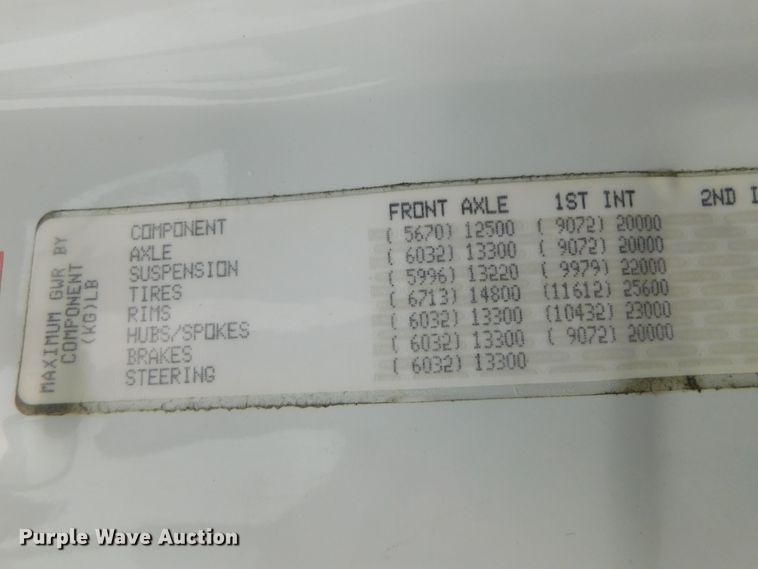 MAXIMUM GWR BY
COMPONENT
(KG)LB
COMPONENT FRONT AXLE 1ST INT 2ND I
AXLE ( 5670) 12500 ( 9072) 20000
SUSPENSION ( 6032) 13300 ( 9072) 20000
TIRES ( 5996) 13220 ( 9979) 22000
RIMS ( 6713) 14800 (11612) 25600
HUBS/SPOKES ( 6032) 13300 (10432) 23000
BRAKES ( 6032) 13300 ( 9072) 20000
STEERING ( 6032) 13300
Purple Wave Auction